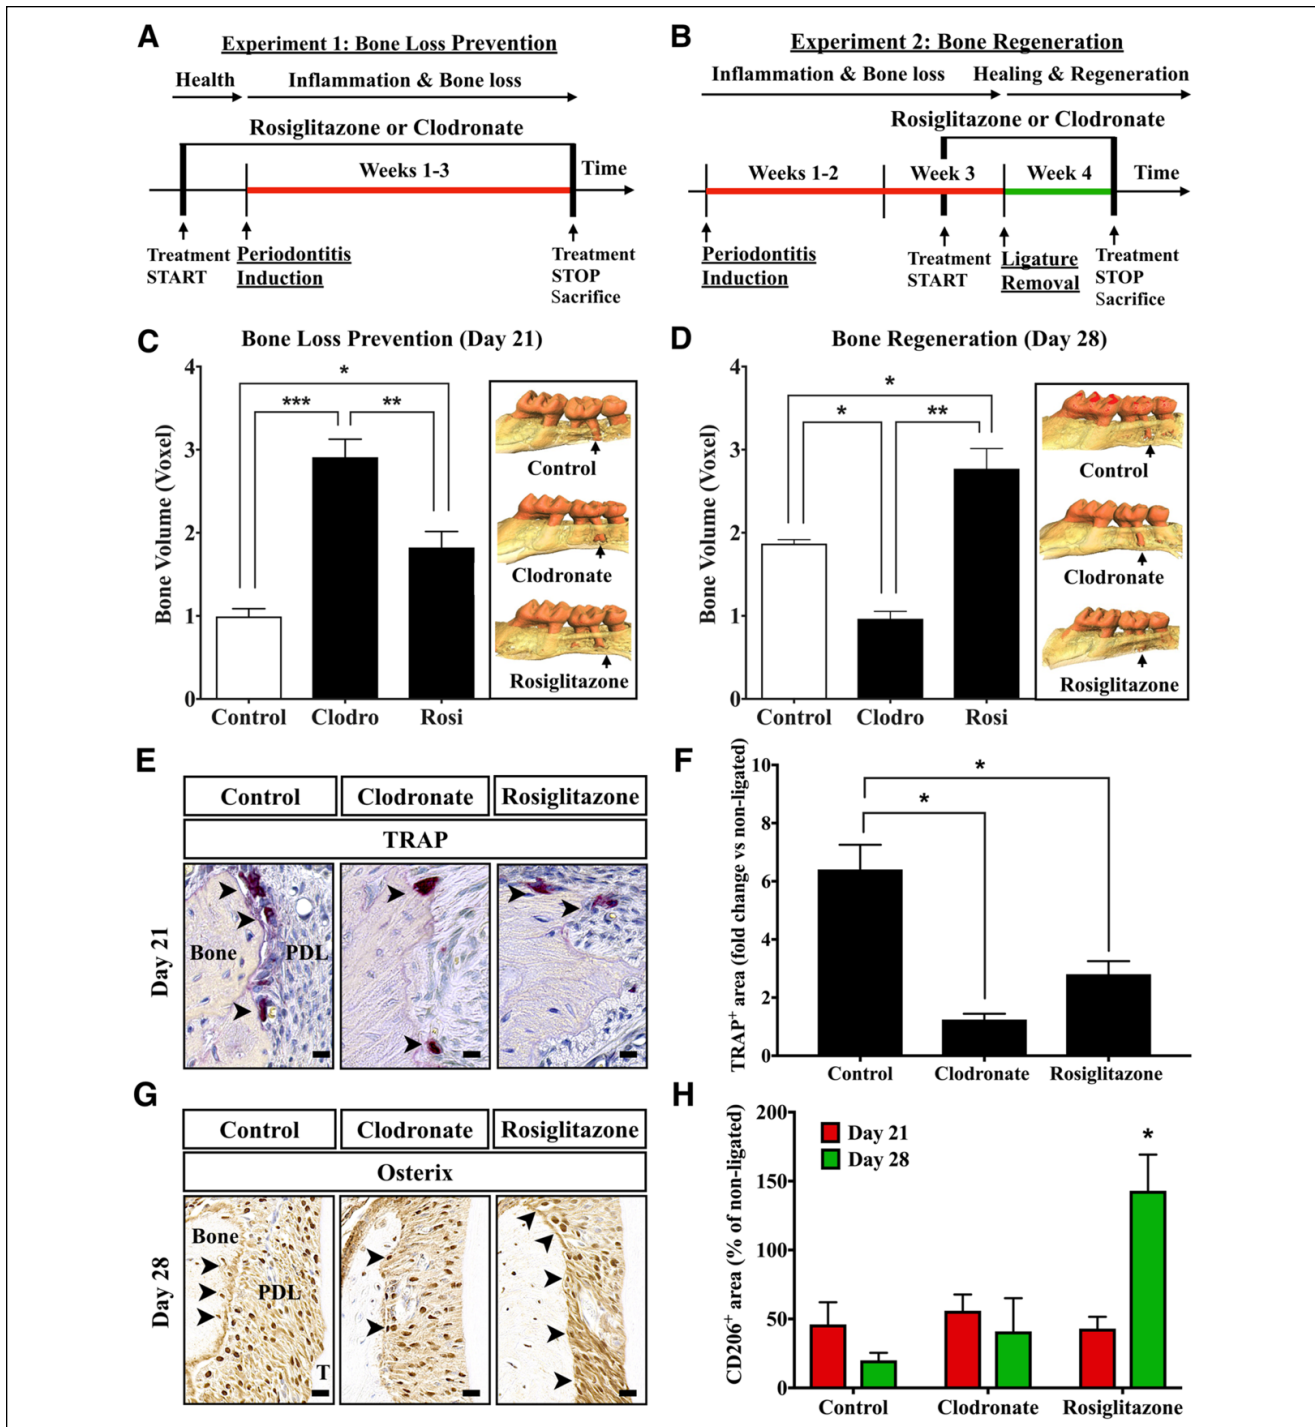 A
Experiment 1: Bone Loss Prevention
Health
Inflammation & Bone loss
Rosiglitazone or Clodronate
Weeks 1-3
Time
Treatment
START
Periodontitis
Induction
Treatment
STOP
Sacrifice
B
Experiment 2: Bone Regeneration
Inflammation & Bone loss
Healing & Regeneration
Rosiglitazone or Clodronate
Weeks 1-2
Week 3
Week 4
Time
Periodontitis
Induction
Treatment
START
Ligature
Removal
Treatment
STOP
Sacrifice
C
Bone Loss Prevention (Day 21)
Bone Volume (Voxel)
4
3
2
1
0
*
***
**
Control
Clodro
Rosi
Control
Clodronate
Rosiglitazone
D
Bone Regeneration (Day 28)
Bone Volume (Voxel)
4
3
2
1
0
*
*
**
Control
Clodro
Rosi
Control
Clodronate
Rosiglitazone
E
Control
Clodronate
Rosiglitazone
TRAP
Day 21
Bone
PDL
F
TRAP+ area (fold change vs non-ligated)
10
8
6
4
2
0
*
*
Control
Clodronate
Rosiglitazone
G
Control
Clodronate
Rosiglitazone
Osterix
Day 28
Bone
PDL
T
H
CD206+ area (% of non-ligated)
200
150
100
50
0
Day 21
Day 28
*
Control
Clodronate
Rosiglitazone